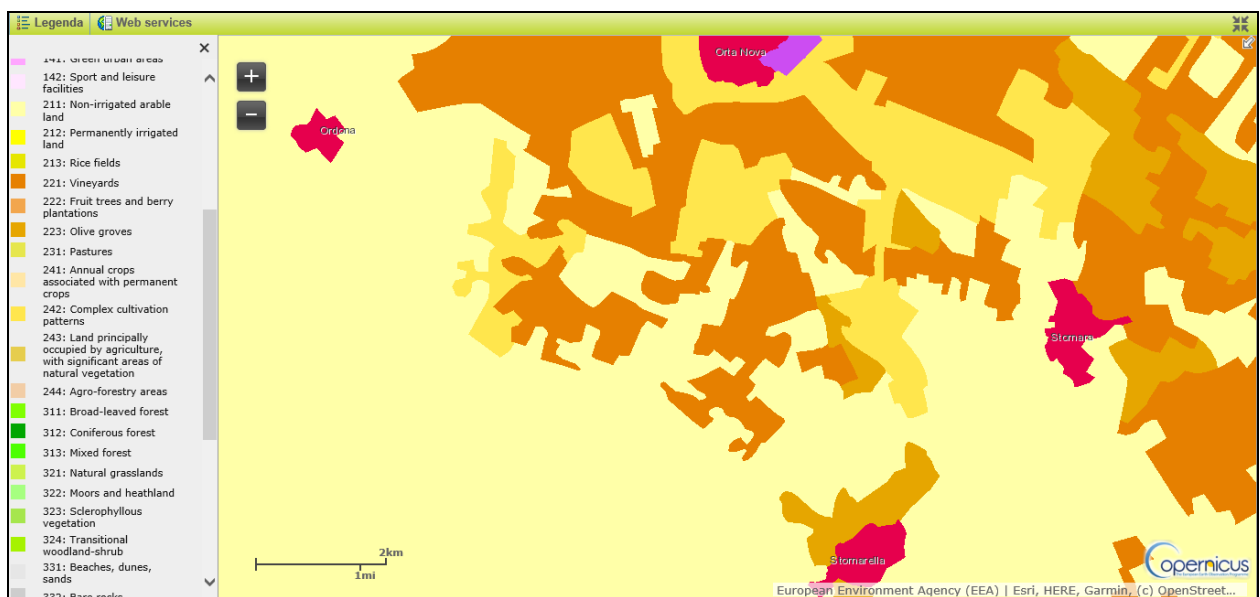 Legenda
Web services
141: Green urban areas
142: Sport and leisure
facilities
211: Non-irrigated arable
land
212: Permanently irrigated
land
213: Rice fields
221: Vineyards
222: Fruit trees and berry
plantations
223: Olive groves
231: Pastures
241: Annual crops
associated with permanent
crops
242: Complex cultivation
patterns
243: Land principally
occupied by agriculture,
with significant areas of
natural vegetation
244: Agro-forestry areas
311: Broad-leaved forest
312: Coniferous forest
313: Mixed forest
321: Natural grasslands
322: Moors and heathland
323: Sclerophyllous
vegetation
324: Transitional
woodland-shrub
331: Beaches, dunes,
sands
332: Bare rocks
+
−
Orta Nova
Ordona
Stornara
Stornarella
2km
1mi
opernicus
European Environment Agency (EEA) | Esri, HERE, Garmin, (c) OpenStreet...